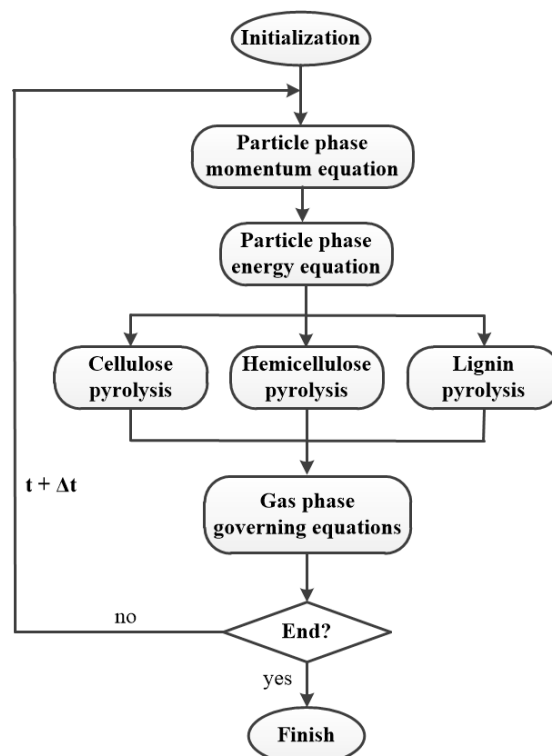 Initialization
Particle phase
momentum equation
Particle phase
energy equation
Cellulose
pyrolysis
Hemicellulose
pyrolysis
Lignin
pyrolysis
Gas phase
governing equations
t + Δt
no
End?
yes
Finish